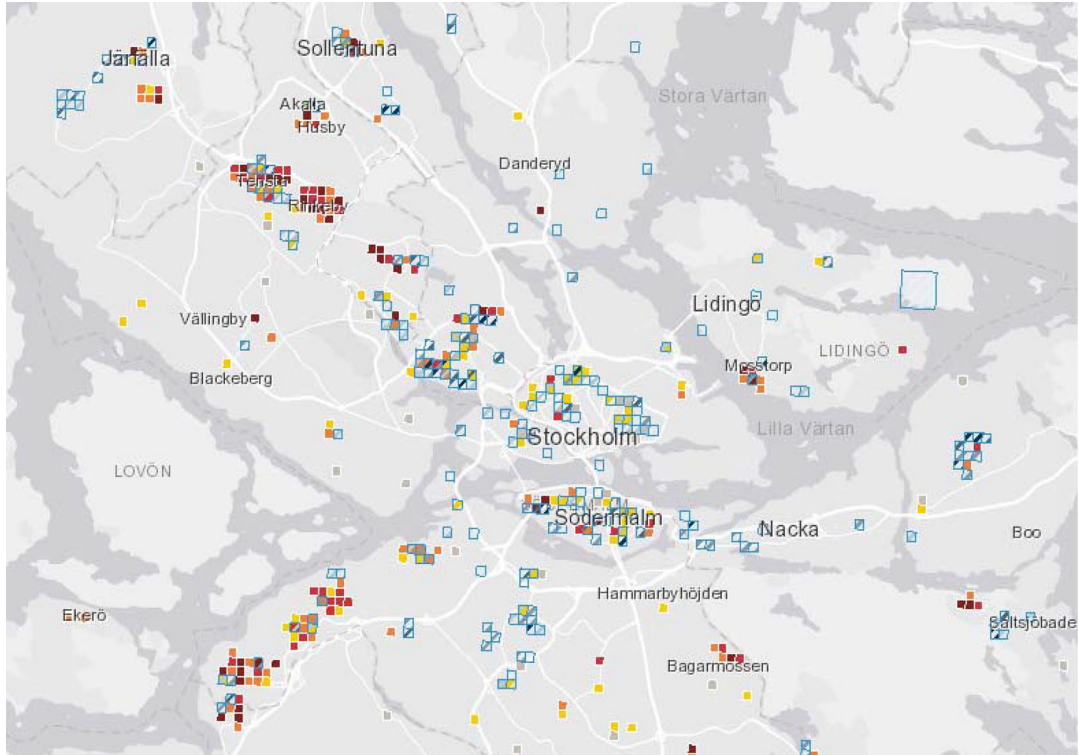 Sollentuna
Järfälla
Stora Värtan
Akalla
Husby
Danderyd
Tensta
Rinkeby
Lidingö
Vällingby
LIDINGÖ
Mosstorp
Blackeberg
Lilla Värtan
Stockholm
LOVÖN
Södermalm
Nacka
Boo
Hammarbyhöjden
Ekerö
Saltsjöbade
Bagarmossen